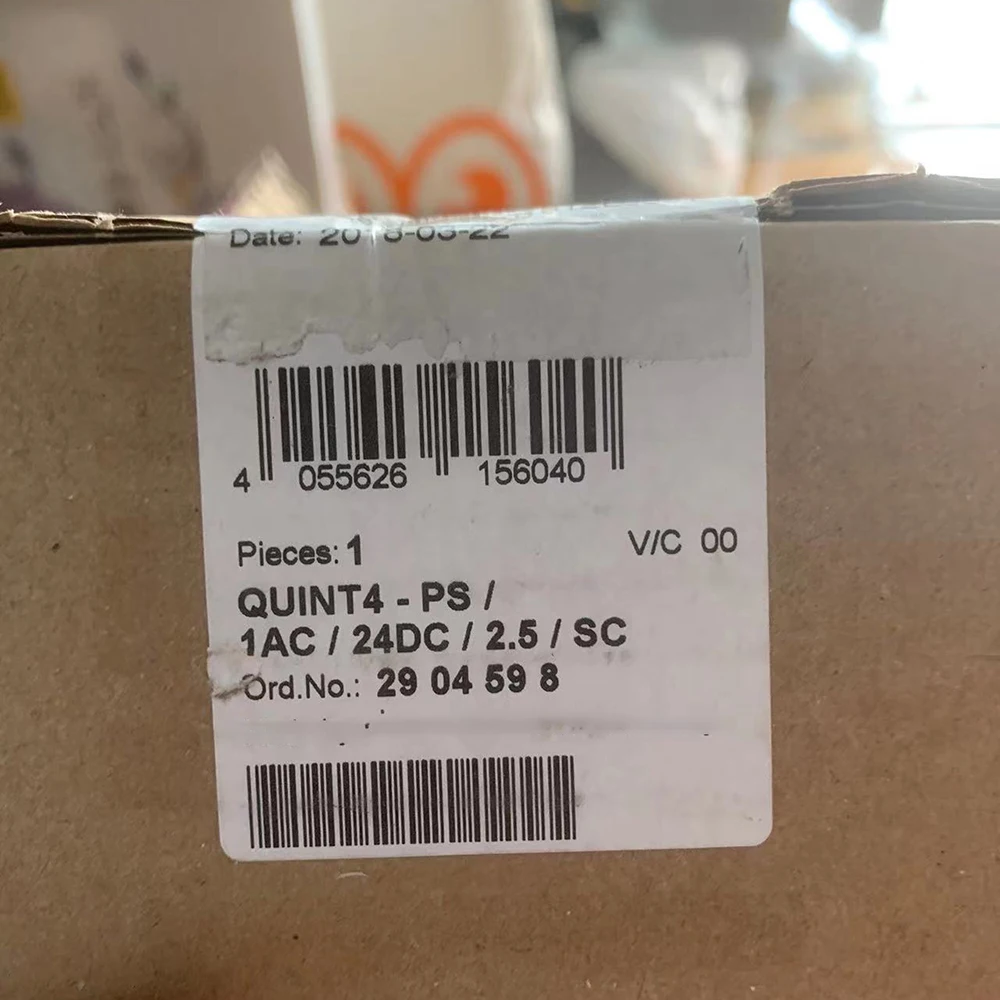 Date:
4 055626 156040
Pieces: 1 V/C 00
QUINT4 - PS /
1AC / 24DC / 2.5 / SC
Ord.No.: 29 04 59 8